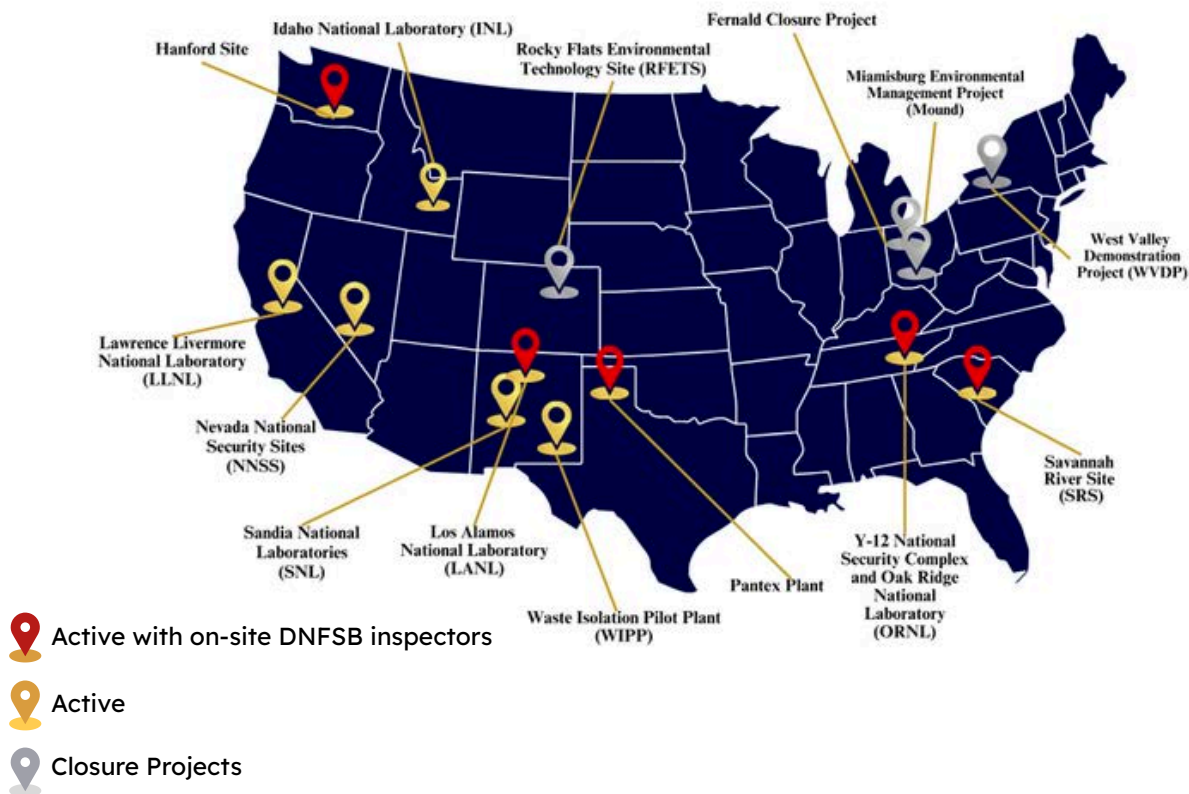 Fernald Closure Project
Idaho National Laboratory (INL)
Hanford Site
Rocky Flats Environmental
Technology Site (RFETS)
Miamisburg Environmental
Management Project
(Mound)
West Valley
Demonstration
Project (WVDP)
Lawrence Livermore
National Laboratory
(LLNL)
Nevada National
Security Sites
(NNSS)
Savannah
River Site
(SRS)
Sandia National
Laboratories
(SNL)
Los Alamos
National Laboratory
(LANL)
Y-12 National
Security Complex
and Oak Ridge
National
Laboratory
(ORNL)
Pantex Plant
Waste Isolation Pilot Plant
(WIPP)
Active with on-site DNFSB inspectors
Active
Closure Projects